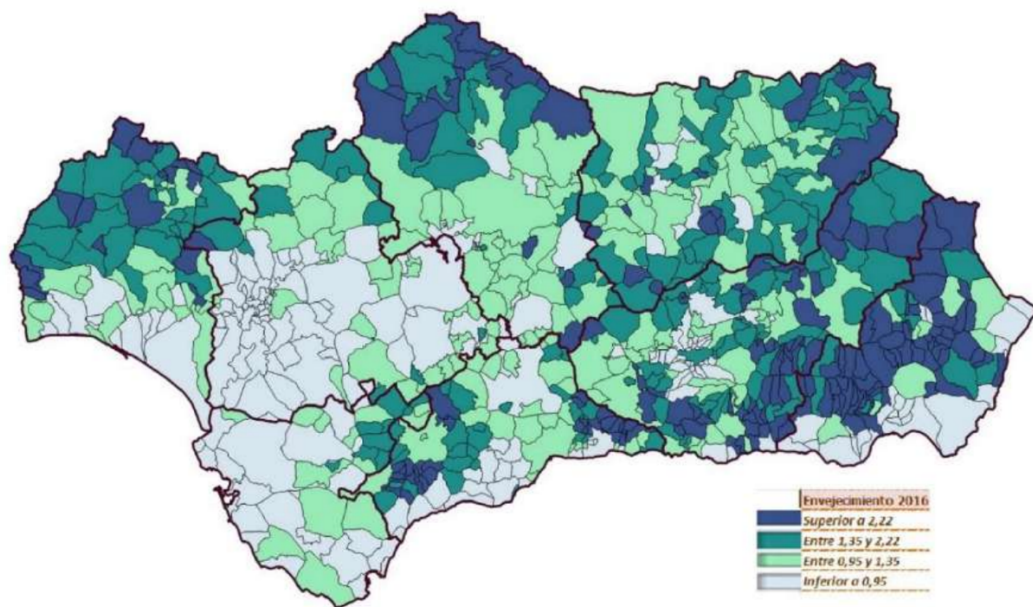 Envejecimiento 2016
Superior a 2,22
Entre 1,35 y 2,22
Entre 0,95 y 1,35
Inferior a 0,95